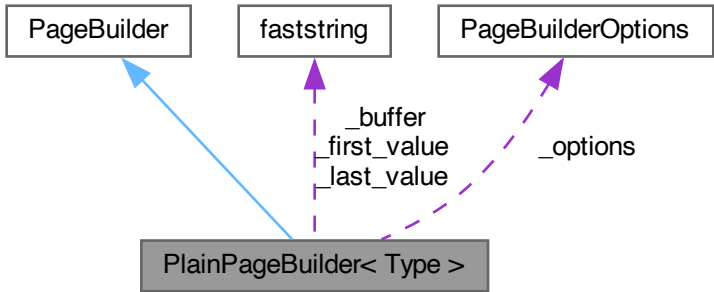 PageBuilder
faststring
PageBuilderOptions
_buffer
_first_value
_last_value
_options
PlainPageBuilder< Type >